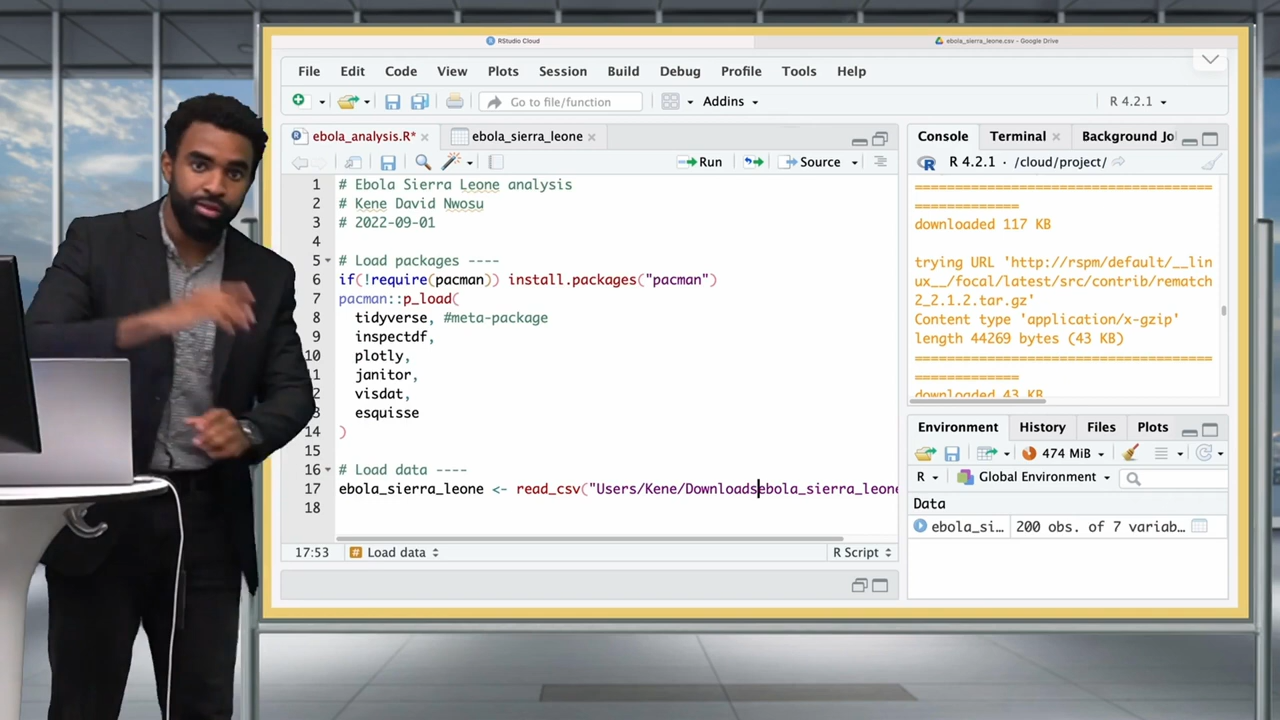 RStudio Cloud
ebola_sierra_leone.csv - Google Drive
File Edit Code View Plots Session Build Debug Profile Tools Help
Go to file/function Addins R 4.2.1
ebola_analysis.R* ebola_sierra_leone
Run Source
1 # Ebola Sierra Leone analysis
2 # Kene David Nwosu
3 # 2022-09-01
4
5 # Load packages ----
6 if(!require(pacman)) install.packages("pacman")
7 pacman::p_load(
8 tidyverse, #meta-package
9 inspectdf,
10 plotly,
11 janitor,
2 visdat,
3 esquisse
14 )
15
16 # Load data ----
17 ebola_sierra_leone <- read_csv("Users/Kene/Downloadsebola_sierra_leone
18
17:53 # Load data R Script
Console Terminal Background Jo
R R 4.2.1 · /cloud/project/
=====================================
=============
downloaded 117 KB
trying URL 'http://rspm/default/__lin
ux__/focal/latest/src/contrib/rematch
2_2.1.2.tar.gz'
Content type 'application/x-gzip'
length 44269 bytes (43 KB)
=====================================
=============
downloaded 43 KB
Environment History Files Plots
474 MiB
R Global Environment
Data
ebola_si... 200 obs. of 7 variab...